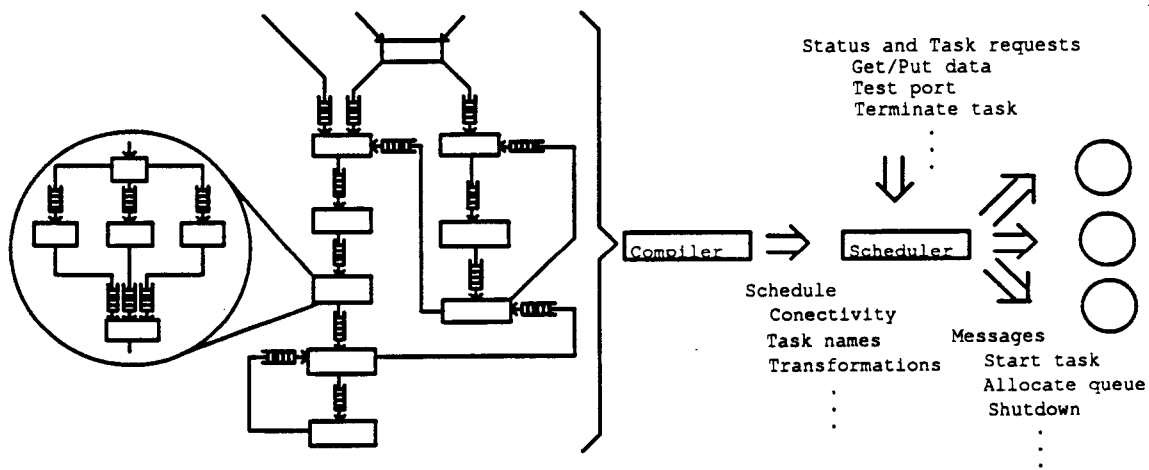 Status and Task requests
Get/Put data
Test port
Terminate task
Compiler
Scheduler
Schedule
Conectivity
Task names
Transformations
Messages
Start task
Allocate queue
Shutdown